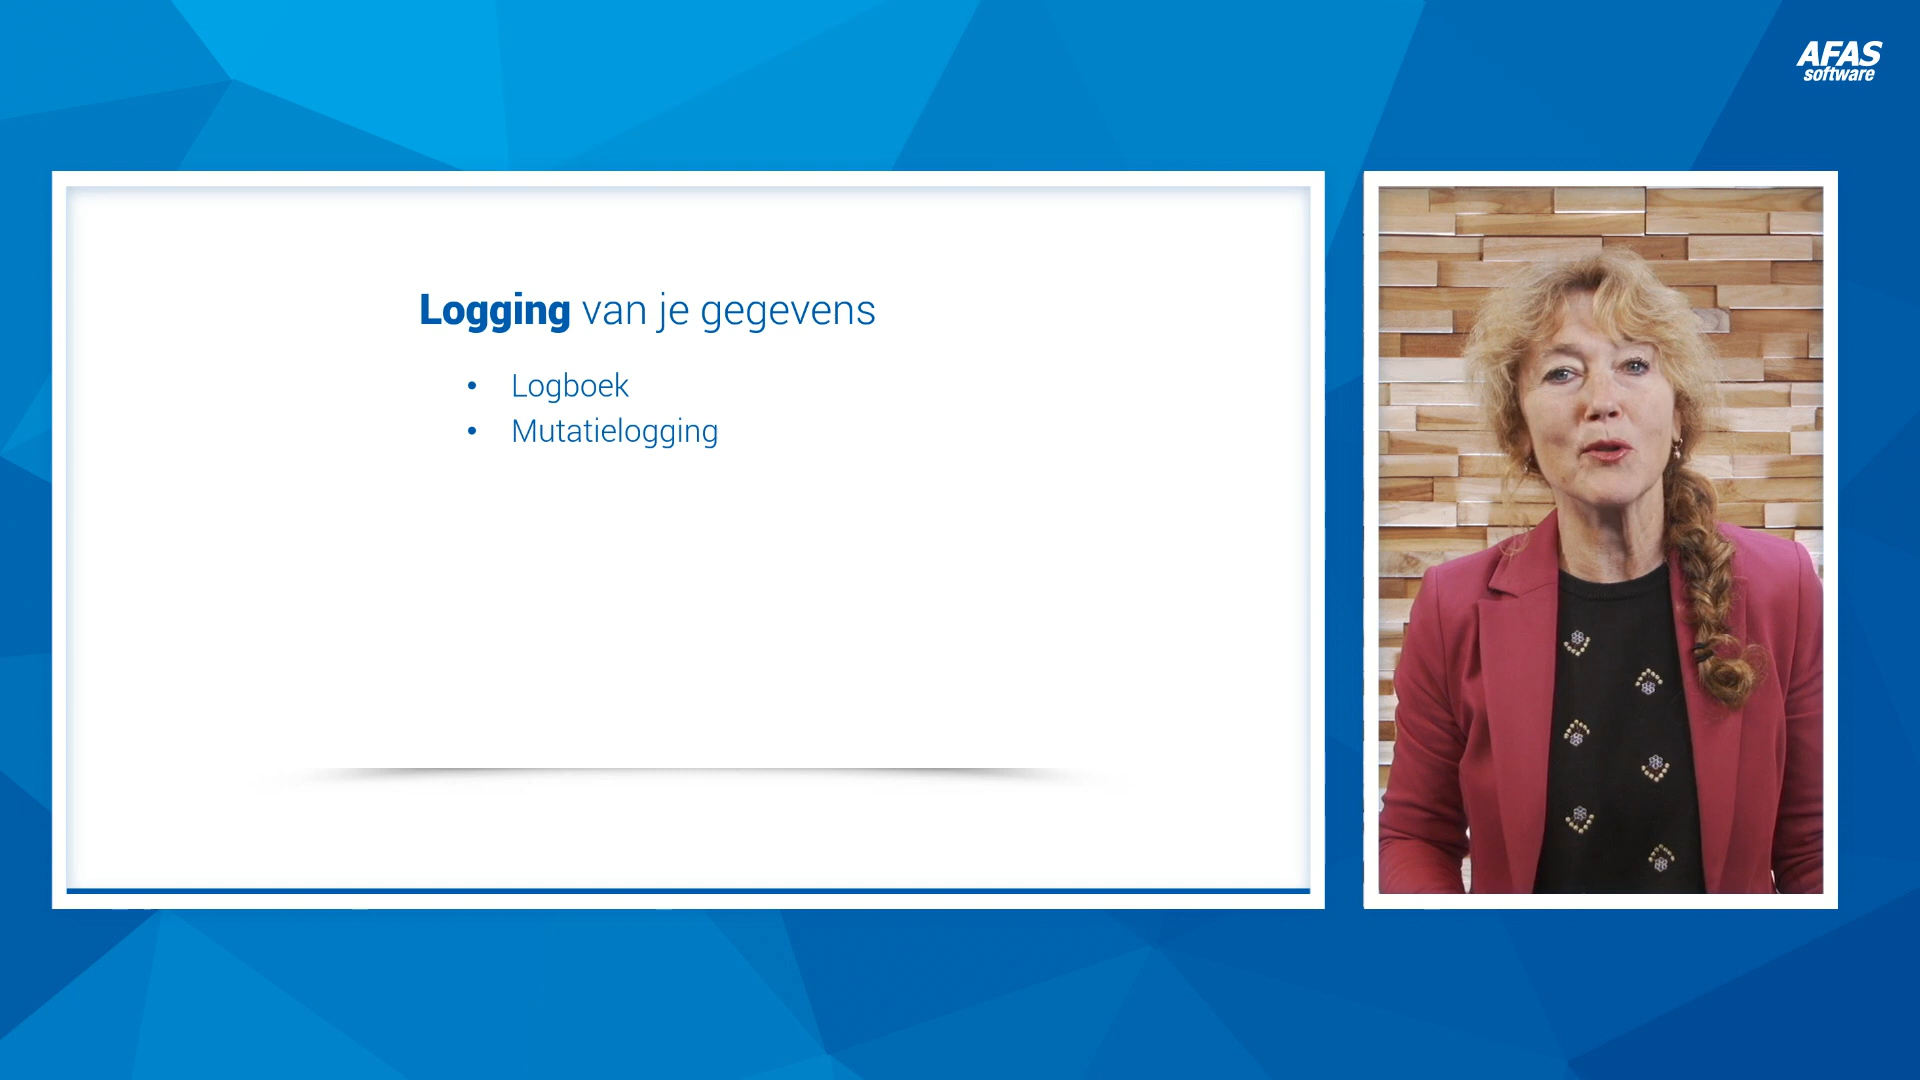 AFAS
software
Logging van je gegevens
• Logboek
• Mutatielogging